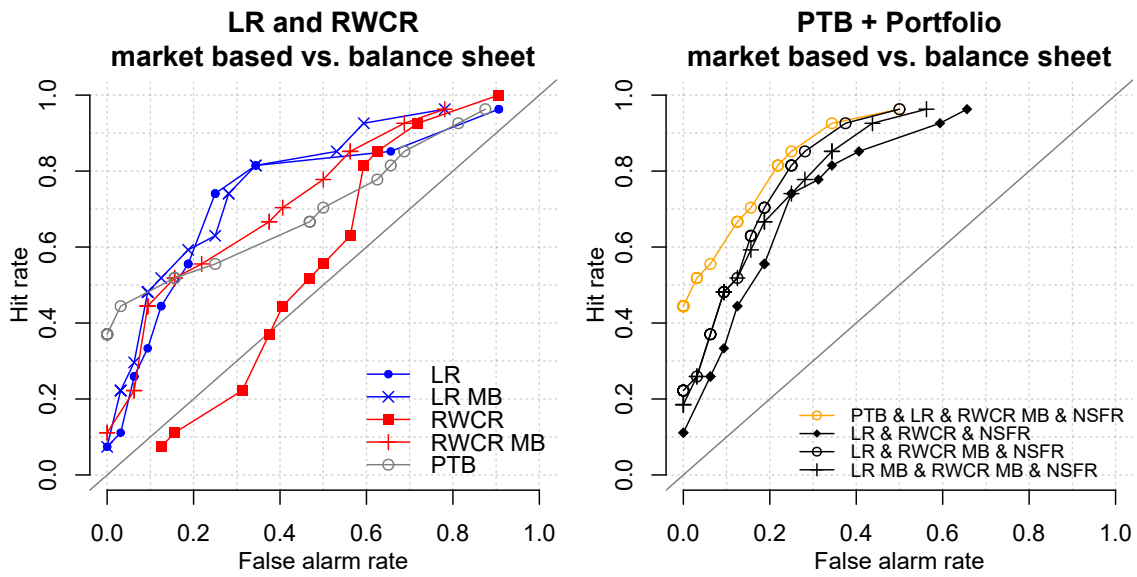 LR and RWCR
market based vs. balance sheet
Hit rate
1.0
0.8
0.6
0.4
0.2
0.0
LR
LR MB
RWCR
RWCR MB
PTB
0.0 0.2 0.4 0.6 0.8 1.0
False alarm rate
PTB + Portfolio
market based vs. balance sheet
Hit rate
1.0
0.8
0.6
0.4
0.2
0.0
PTB & LR & RWCR MB & NSFR
LR & RWCR & NSFR
LR & RWCR MB & NSFR
LR MB & RWCR MB & NSFR
0.0 0.2 0.4 0.6 0.8 1.0
False alarm rate